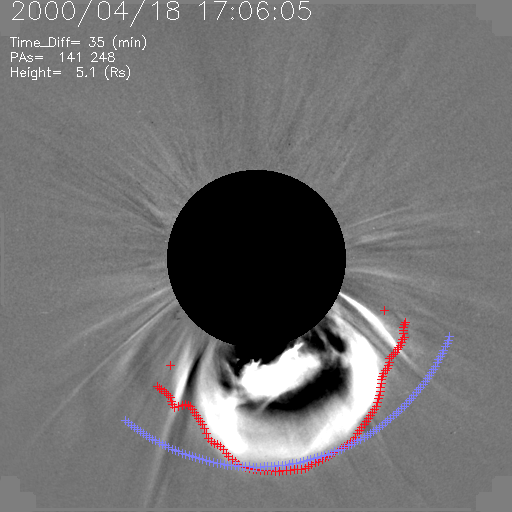 2000/04/18 17:06:05
Time_Diff= 35 (min)
PAs= 141 248
Height= 5.1 (Rs)